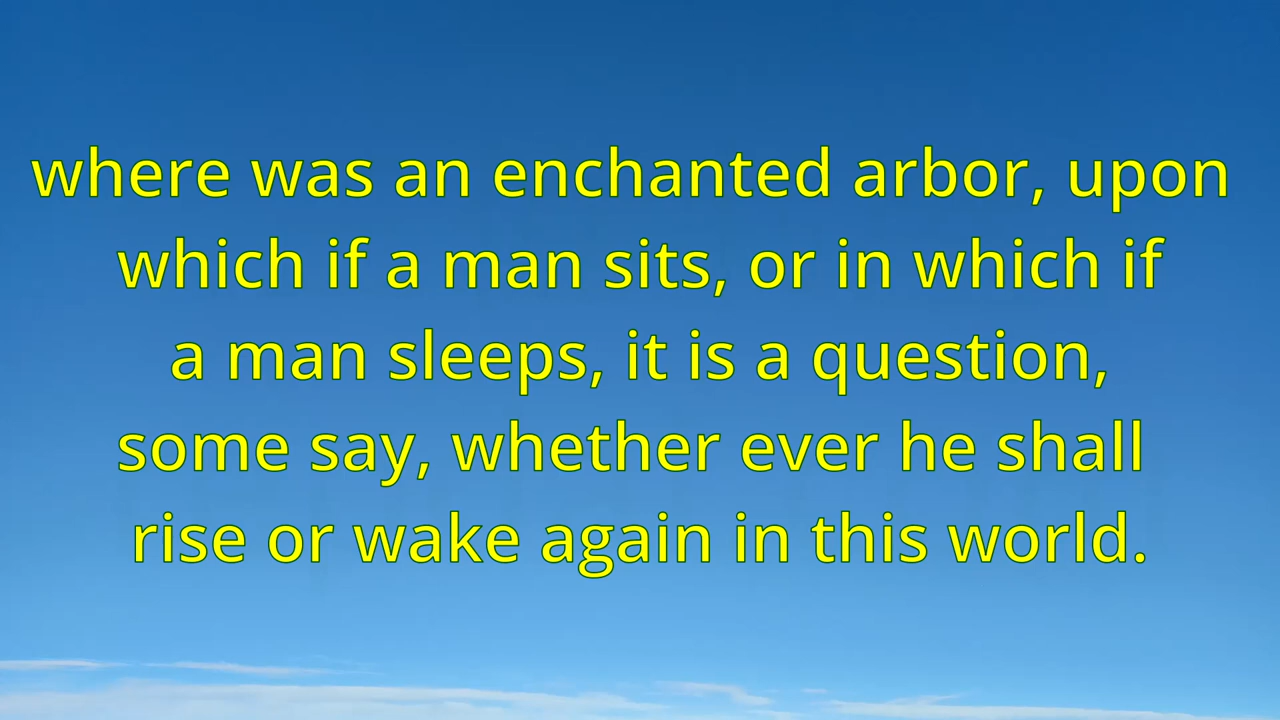 where was an enchanted arbor, upon
which if a man sits, or in which if
a man sleeps, it is a question,
some say, whether ever he shall
rise or wake again in this world.